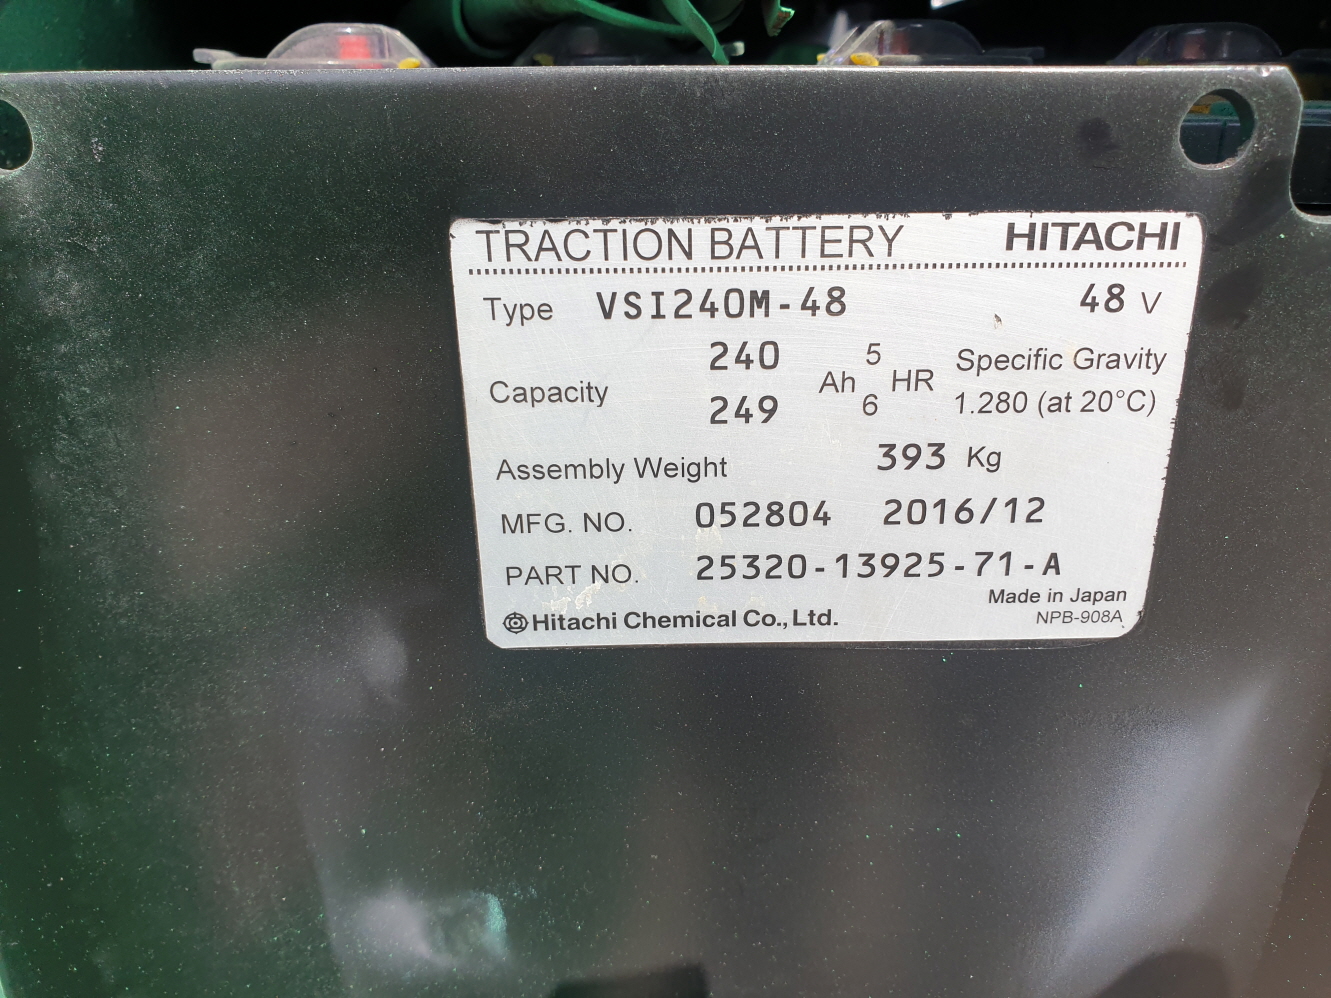 TRACTION BATTERY HITACHI
Type VSI240M-48 48 V
240 5 Specific Gravity
Capacity Ah HR
249 6 1.280 (at 20°C)
Assembly Weight 393 Kg
MFG. NO. 052804 2016/12
PART NO. 25320-13925-71-A
Made in Japan
Hitachi Chemical Co., Ltd. NPB-908A